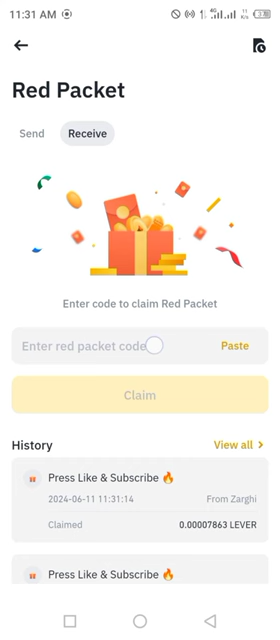 11:31 AM
4G
11
K/s
Red Packet
Send
Receive
Enter code to claim Red Packet
Enter red packet code
Paste
Claim
History
View all >
Press Like & Subscribe 🔥
2024-06-11 11:31:14
From Zarghi
Claimed
0.00007863 LEVER
Press Like & Subscribe 🔥